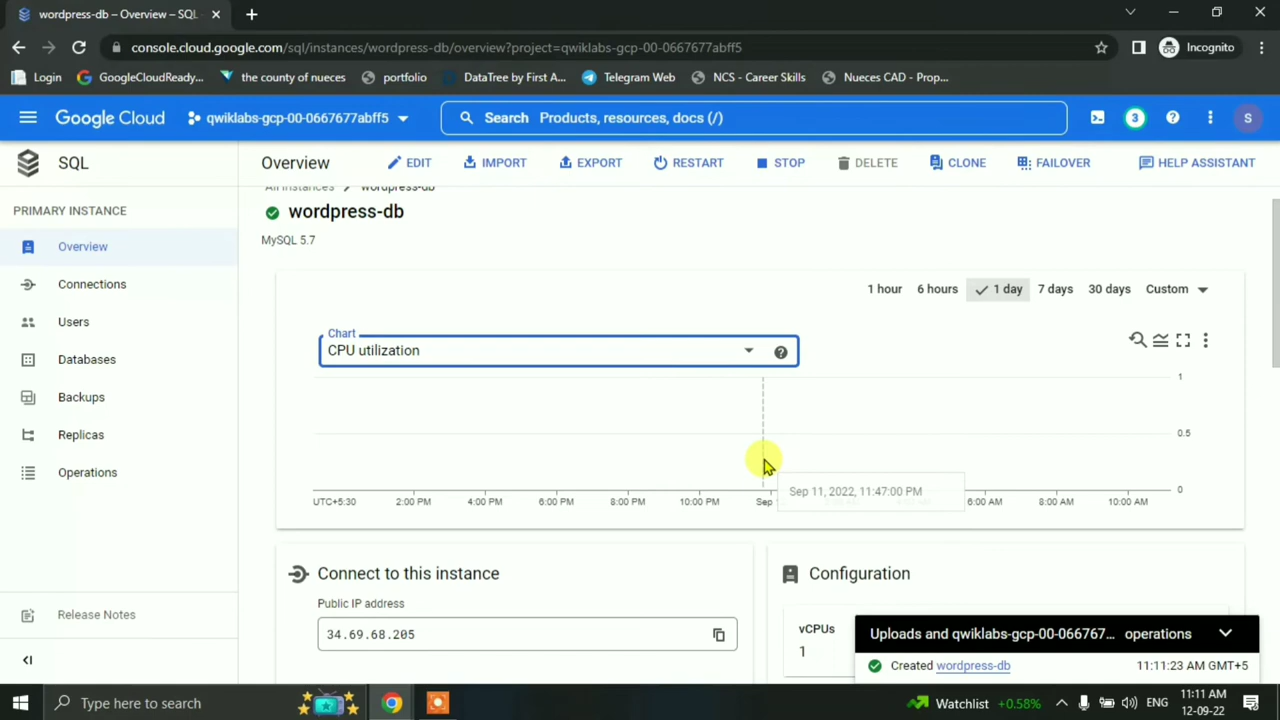 wordpress-db – Overview – SQL
console.cloud.google.com/sql/instances/wordpress-db/overview?project=qwiklabs-gcp-00-0667677abff5
Incognito
Login
GoogleCloudReady...
the county of nueces
portfolio
DataTree by First A...
Telegram Web
NCS - Career Skills
Nueces CAD - Prop...
Google Cloud
qwiklabs-gcp-00-0667677abff5
Search Products, resources, docs (/)
3
S
SQL
Overview
EDIT
IMPORT
EXPORT
RESTART
STOP
DELETE
CLONE
FAILOVER
HELP ASSISTANT
All instances > wordpress-db
PRIMARY INSTANCE
wordpress-db
MySQL 5.7
Overview
Connections
Users
Databases
Backups
Replicas
Operations
Release Notes
1 hour 6 hours 1 day 7 days 30 days Custom
Chart
CPU utilization
1
0.5
0
Sep 11, 2022, 11:47:00 PM
UTC+5:30 2:00 PM 4:00 PM 6:00 PM 8:00 PM 10:00 PM Sep 6:00 AM 8:00 AM 10:00 AM
Connect to this instance
Public IP address
34.69.68.205
Configuration
vCPUs
1
Uploads and qwiklabs-gcp-00-066767... operations
Created wordpress-db 11:11:23 AM GMT+5
Type here to search
Watchlist +0.58%
ENG
11:11 AM
12-09-22